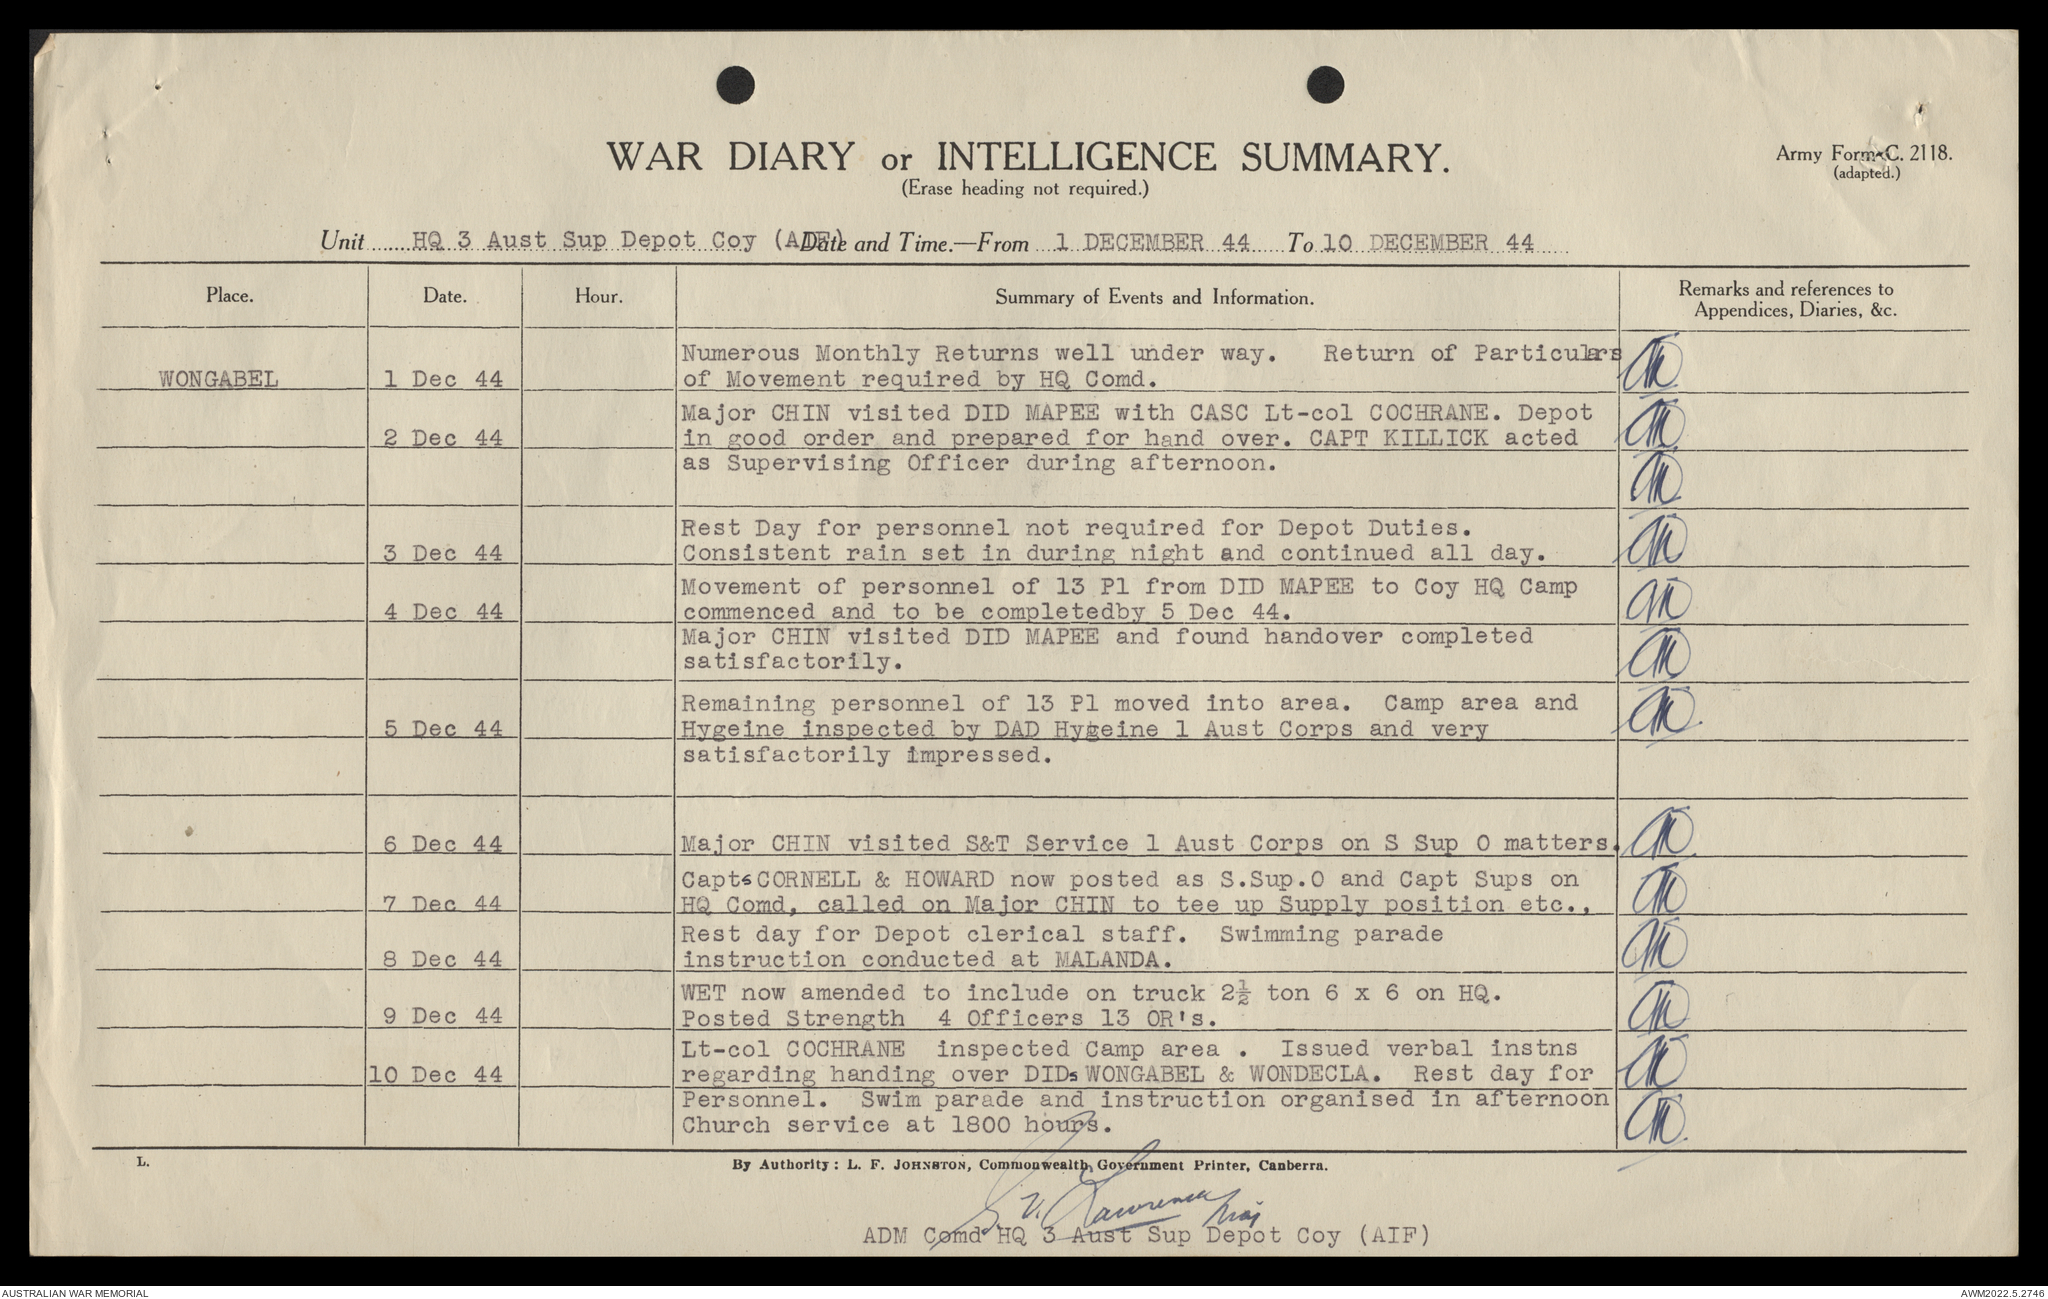 WAR DIARY or INTELLIGENCE SUMMARY.
(Erase heading not required.)
Army Form C. 2118.
(adapted.)
Unit HQ 3 Aust Sup Depot Coy (AIF) Date and Time.—From 1 DECEMBER 44 To 10 DECEMBER 44
Place. Date. Hour. Summary of Events and Information. Remarks and references to
Appendices, Diaries, &c.
Numerous Monthly Returns well under way. Return of Particulars
WONGABEL 1 Dec 44 of Movement required by HQ Comd.
Major CHIN visited DID MAPEE with CASC Lt-col COCHRANE. Depot
2 Dec 44 in good order and prepared for hand over. CAPT KILLICK acted
as Supervising Officer during afternoon.
Rest Day for personnel not required for Depot Duties.
3 Dec 44 Consistent rain set in during night and continued all day.
Movement of personnel of 13 Pl from DID MAPEE to Coy HQ Camp
4 Dec 44 commenced and to be completedby 5 Dec 44.
Major CHIN visited DID MAPEE and found handover completed
satisfactorily.
Remaining personnel of 13 Pl moved into area. Camp area and
5 Dec 44 Hygeine inspected by DAD Hygeine 1 Aust Corps and very
satisfactorily impressed.
6 Dec 44 Major CHIN visited S&T Service 1 Aust Corps on S Sup O matters.
Capts CORNELL & HOWARD now posted as S.Sup.O and Capt Sups on
7 Dec 44 HQ Comd, called on Major CHIN to tee up Supply position etc.,
Rest day for Depot clerical staff. Swimming parade
8 Dec 44 instruction conducted at MALANDA.
WET now amended to include on truck 2½ ton 6 x 6 on HQ.
9 Dec 44 Posted Strength 4 Officers 13 OR's.
Lt-col COCHRANE inspected Camp area . Issued verbal instns
10 Dec 44 regarding handing over DIDs WONGABEL & WONDECLA. Rest day for
Personnel. Swim parade and instruction organised in afternoon
Church service at 1800 hours.
L.
By Authority: L. F. JOHNSTON, Commonwealth Government Printer, Canberra.
V. Lawrence Maj
ADM Comd HQ 3 Aust Sup Depot Coy (AIF)
AUSTRALIAN WAR MEMORIAL
AWM2022.5.2746